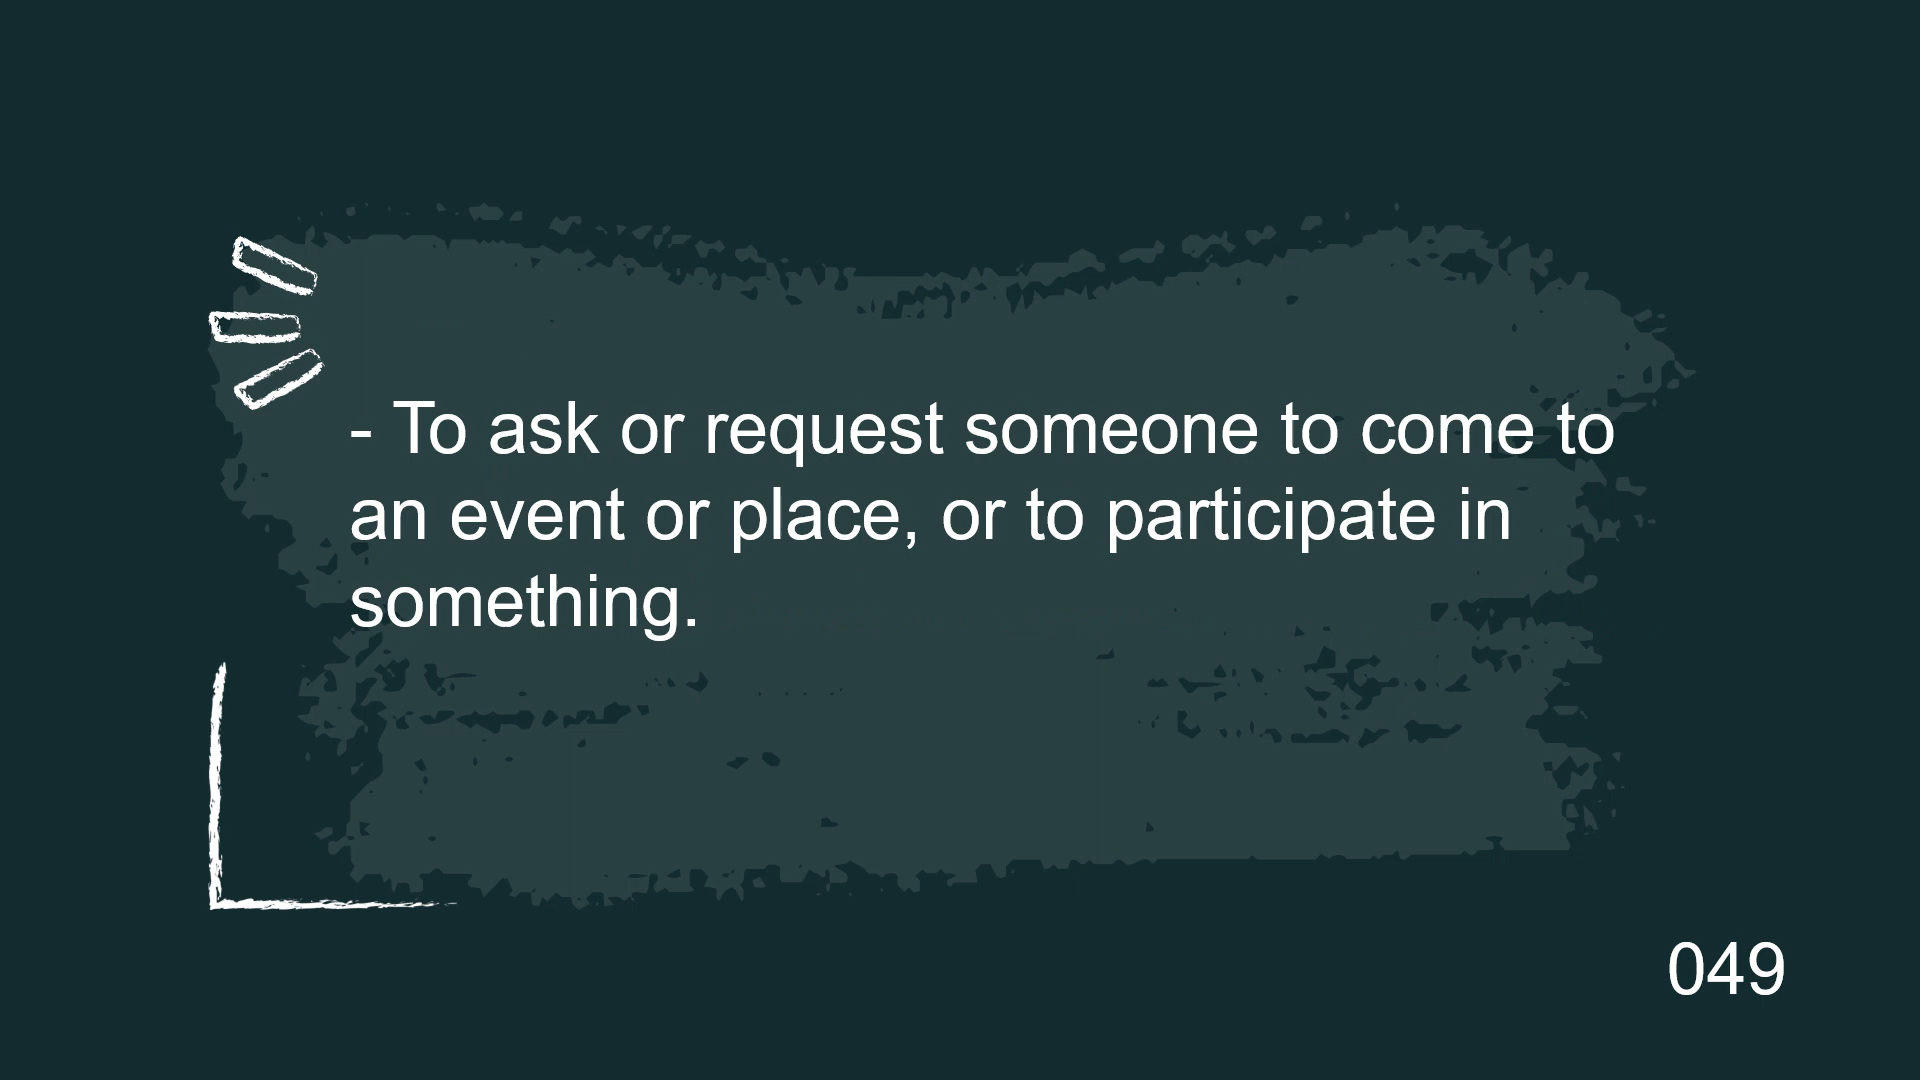 - To ask or request someone to come to
an event or place, or to participate in
something.
049